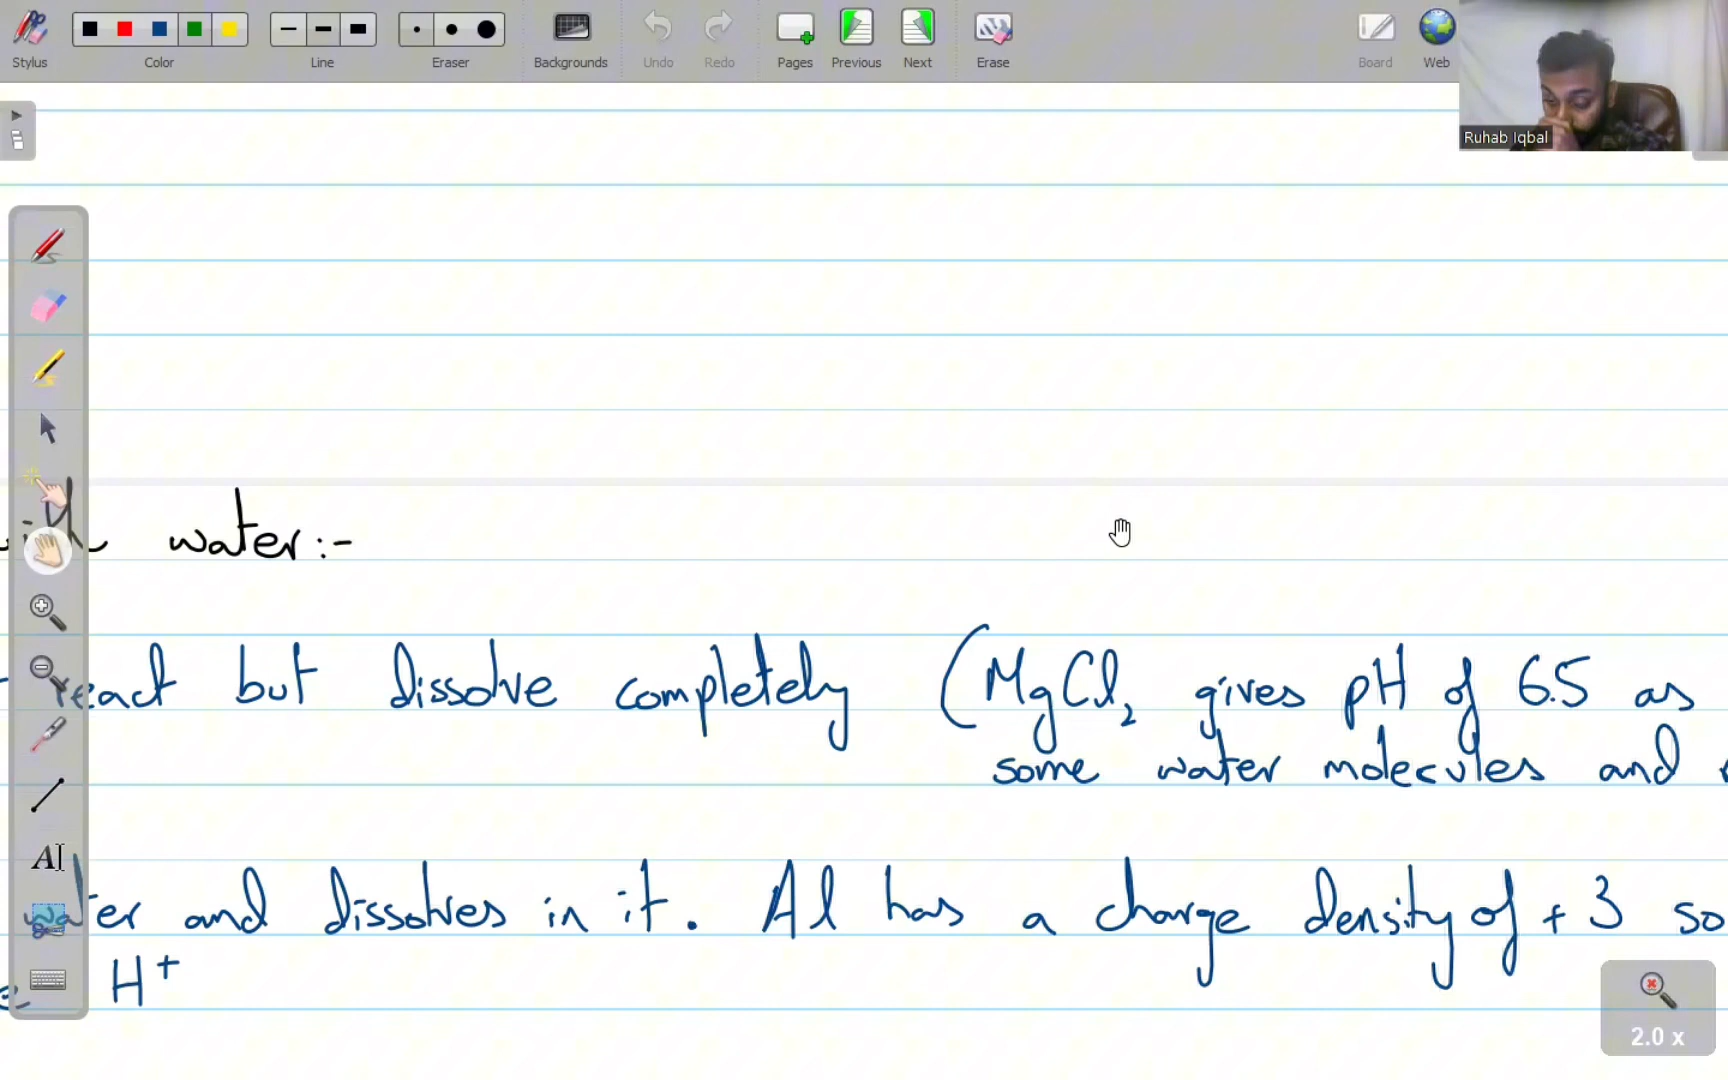 Stylus Color Line Eraser Backgrounds Undo Redo Pages Previous Next Erase Board Web
Ruhab Iqbal
water:-
react but dissolve completely (MgCl₂ gives pH of 6.5 as
some water molecules and
water and dissolves in it. Al has a charge density of +3 so
H⁺
2.0 x